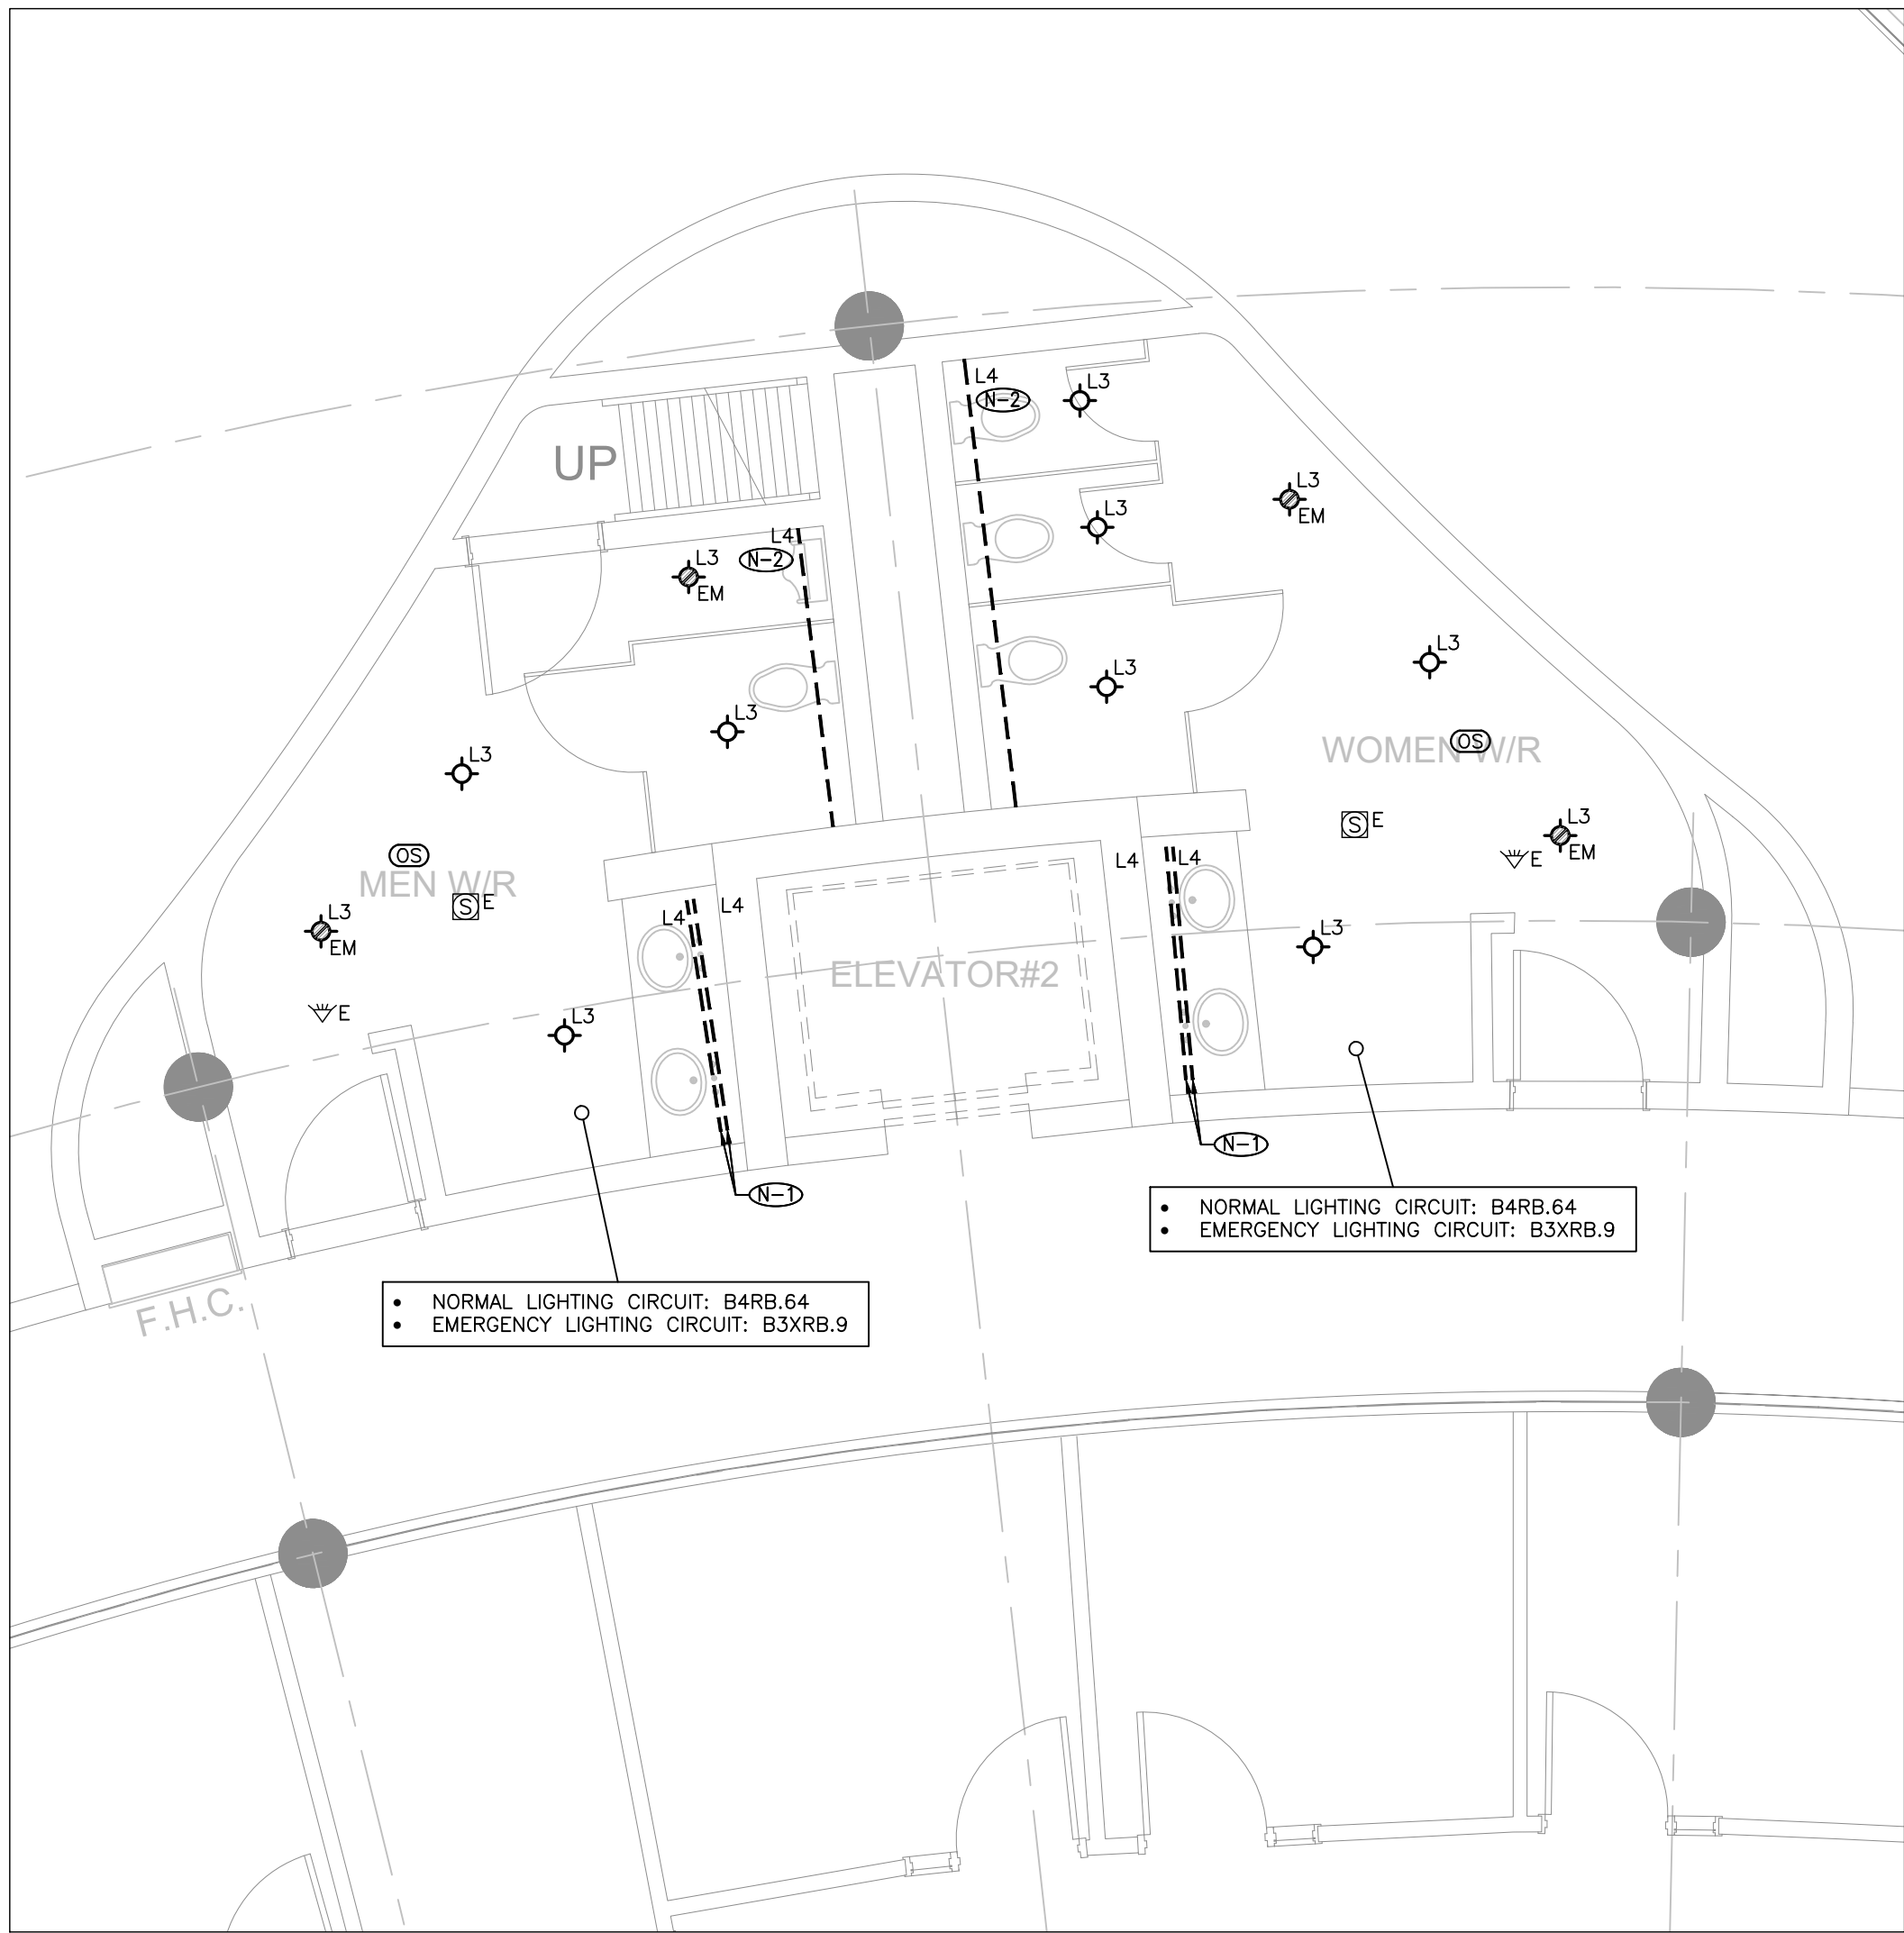 L4
N-2
L3
UP
L3
EM
L3
L4
N-2
L3
EM
L3
L3
L3
L3
OS
WOMEN W/R
L3
S E
L3
EM
E
OS
MEN W/R
S E
L4
L4
L4
L4
L3
EM
L3
ELEVATOR#2
E
L3
N-1
N-1
• NORMAL LIGHTING CIRCUIT: B4RB.64
• EMERGENCY LIGHTING CIRCUIT: B3XRB.9
F.H.C.
• NORMAL LIGHTING CIRCUIT: B4RB.64
• EMERGENCY LIGHTING CIRCUIT: B3XRB.9